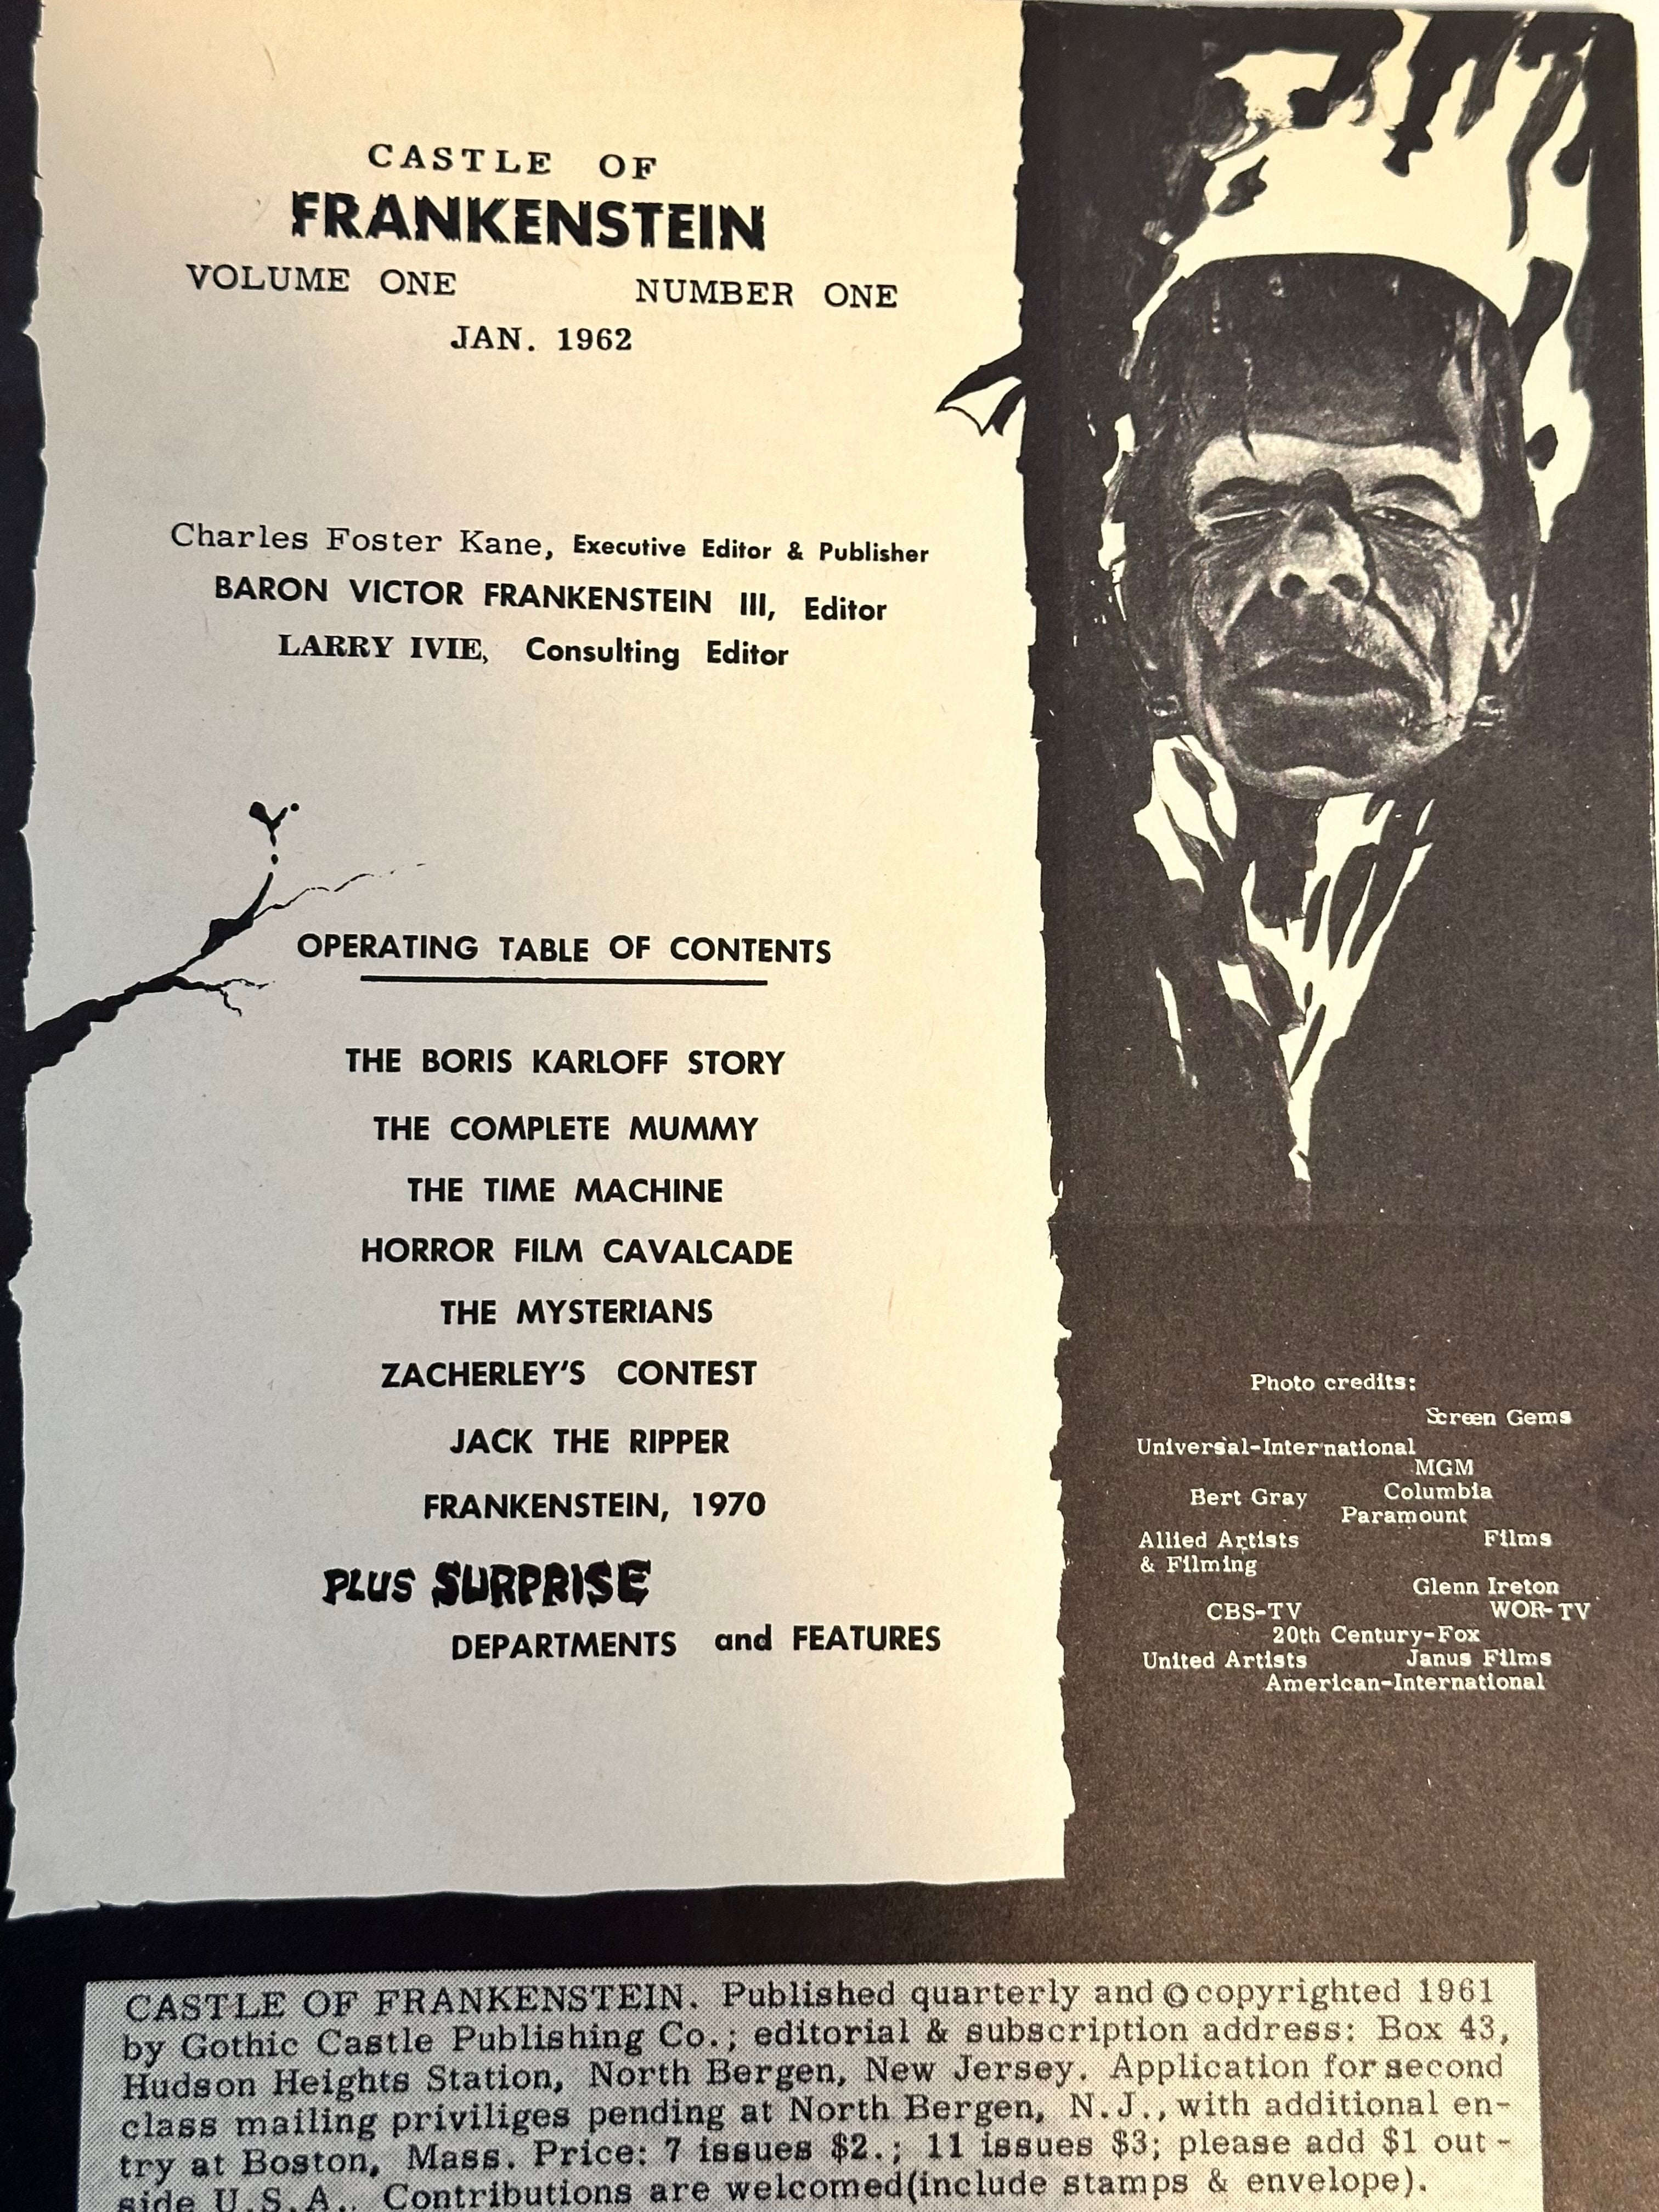 CASTLE OF
FRANKENSTEIN
VOLUME ONE NUMBER ONE
JAN. 1962
Charles Foster Kane, Executive Editor & Publisher
BARON VICTOR FRANKENSTEIN III, Editor
LARRY IVIE, Consulting Editor
OPERATING TABLE OF CONTENTS
THE BORIS KARLOFF STORY
THE COMPLETE MUMMY
THE TIME MACHINE
HORROR FILM CAVALCADE
THE MYSTERIANS
ZACHERLEY'S CONTEST
JACK THE RIPPER
FRANKENSTEIN, 1970
PLUS SURPRISE
DEPARTMENTS and FEATURES
Photo credits:
Screen Gems
Universal-International
MGM
Bert Gray Columbia
Paramount
Allied Artists Films
& Filming
Glenn Ireton
CBS-TV WOR-TV
20th Century-Fox
United Artists Janus Films
American-International
CASTLE OF FRANKENSTEIN. Published quarterly and © copyrighted 1961
by Gothic Castle Publishing Co.; editorial & subscription address: Box 43,
Hudson Heights Station, North Bergen, New Jersey. Application for second
class mailing priviliges pending at North Bergen, N.J., with additional en-
try at Boston, Mass. Price: 7 issues $2.; 11 issues $3; please add $1 out-
side U.S.A.. Contributions are welcomed(include stamps & envelope).